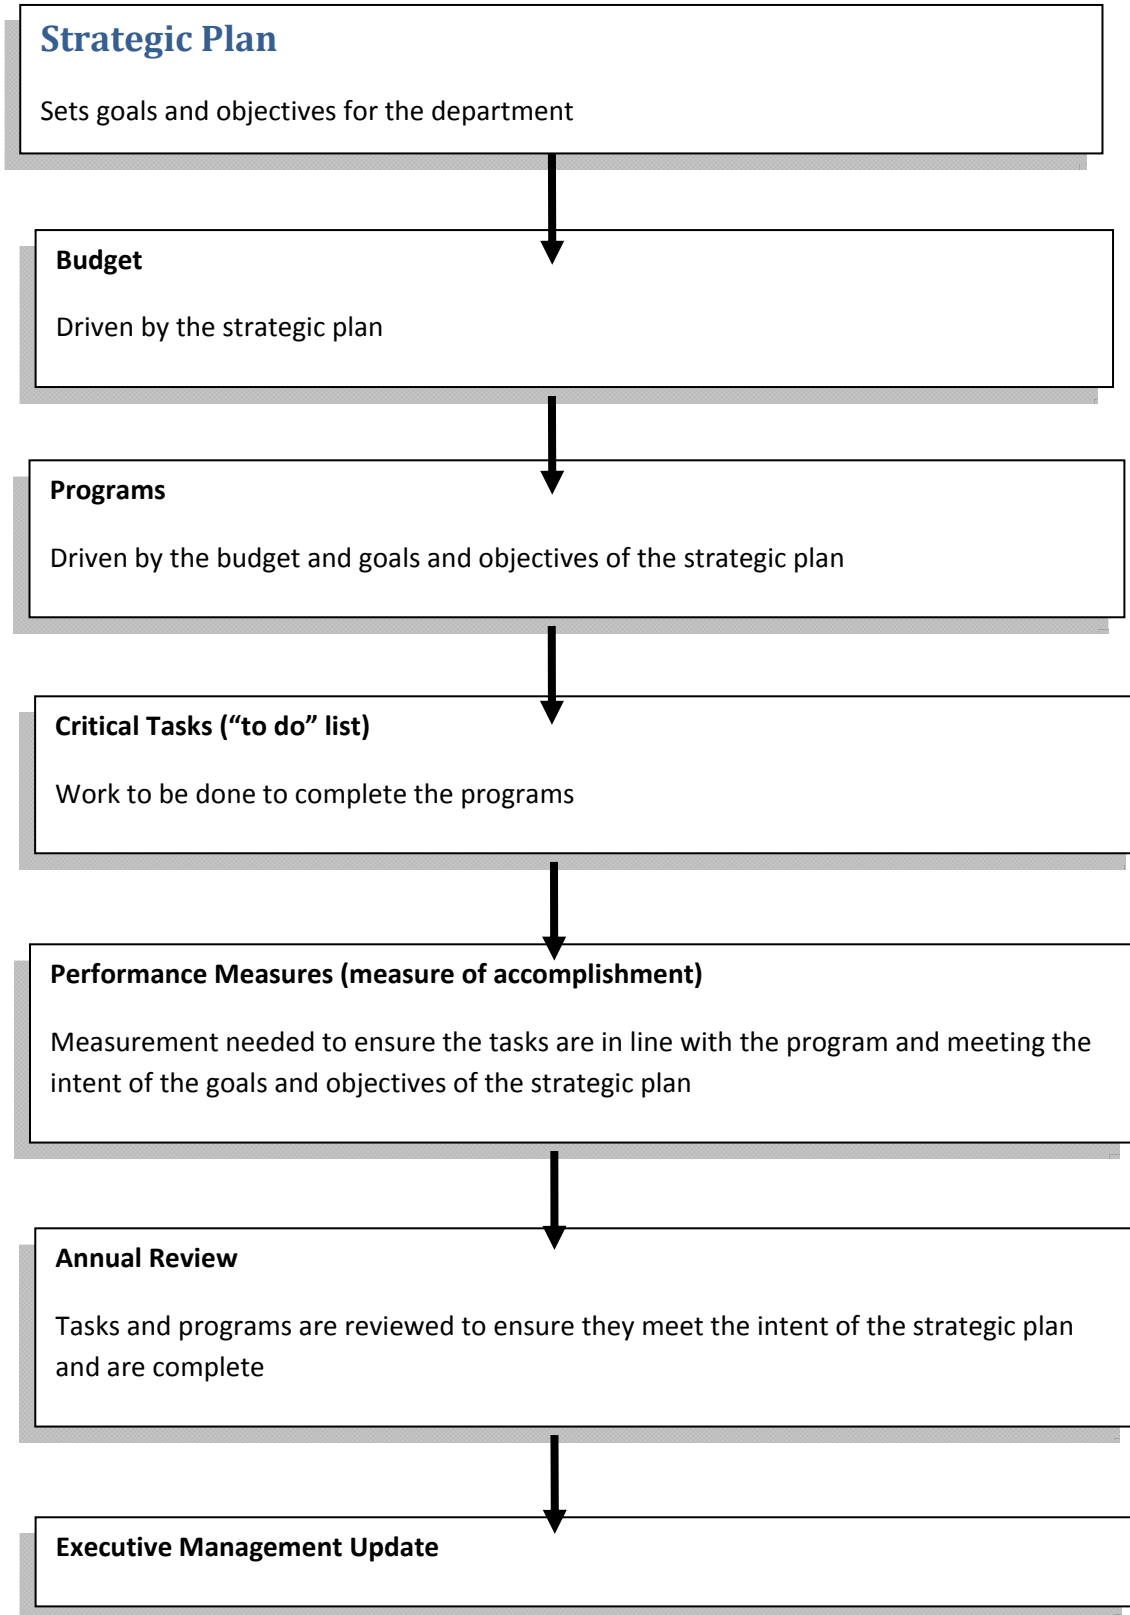 Strategic Plan
Sets goals and objectives for the department
Budget
Driven by the strategic plan
Programs
Driven by the budget and goals and objectives of the strategic plan
Critical Tasks (“to do” list)
Work to be done to complete the programs
Performance Measures (measure of accomplishment)
Measurement needed to ensure the tasks are in line with the program and meeting the
intent of the goals and objectives of the strategic plan
Annual Review
Tasks and programs are reviewed to ensure they meet the intent of the strategic plan
and are complete
Executive Management Update